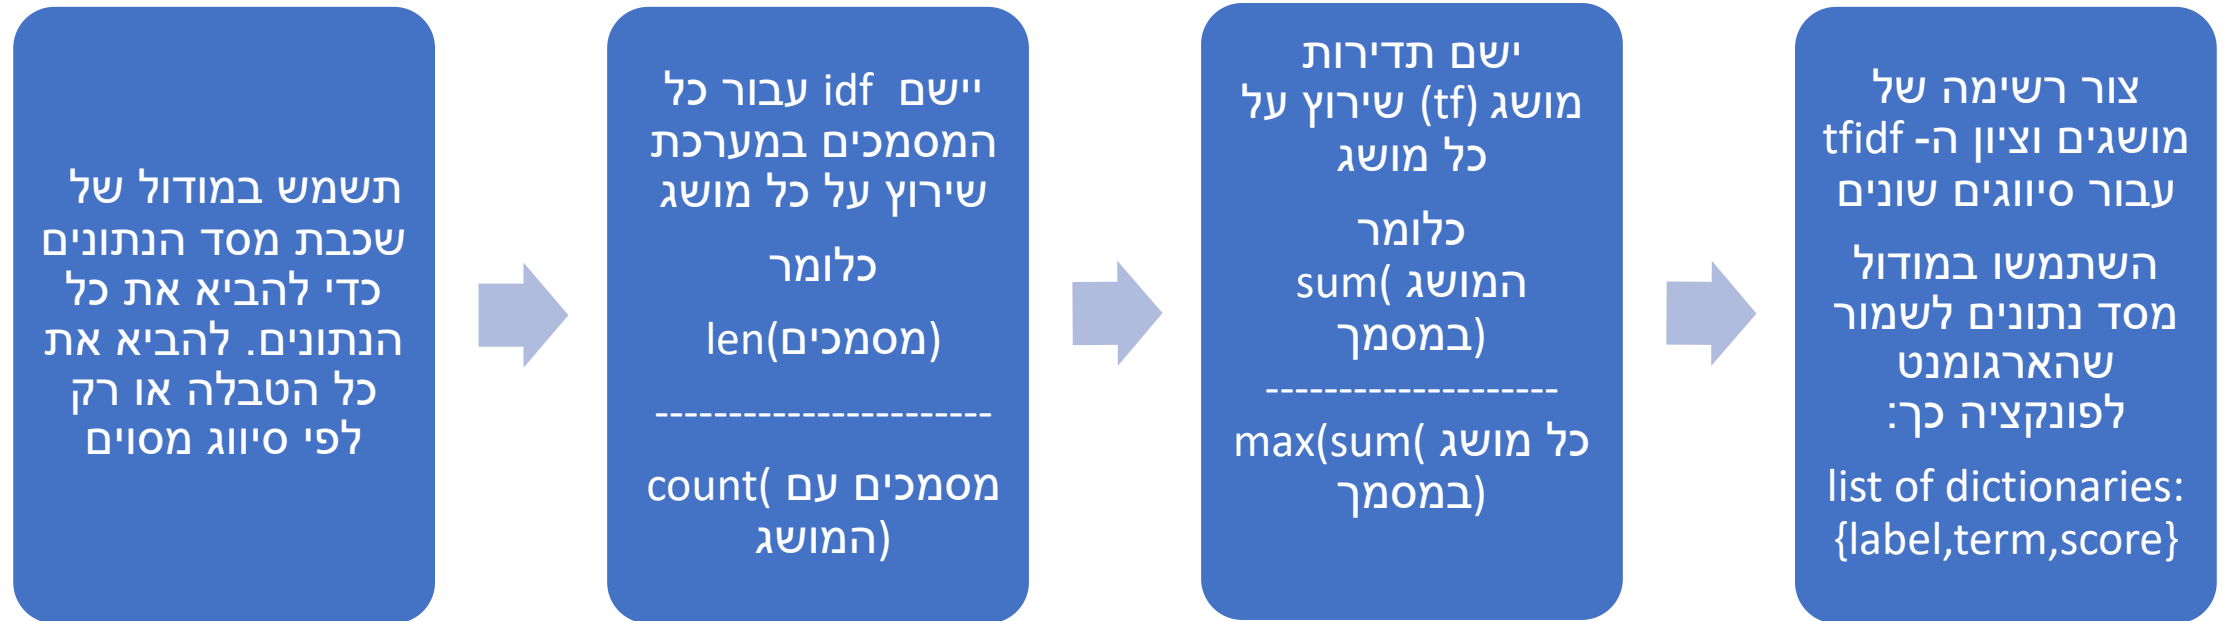 תשמש במודול של
שכבת מסד הנתונים
כדי להביא את כל
הנתונים. להביא את
כל הטבלה או רק
לפי סיווג מסוים
יישם idf עבור כל
המסמכים במערכת
שירוץ על כל מושג
כלומר
len(מסמכים)
-----------------------
count( מסמכים עם
המושג)
ישם תדירות
מושג (tf) שירוץ על
כל מושג
כלומר
sum( המושג
במסמך)
--------------------
max(sum( כל מושג
במסמך)
צור רשימה של
מושגים וציון ה- tfidf
עבור סיווגים שונים
השתמשו במודול
מסד נתונים לשמור
שהארגומנט
לפונקציה כך:
list of dictionaries:
{label,term,score}